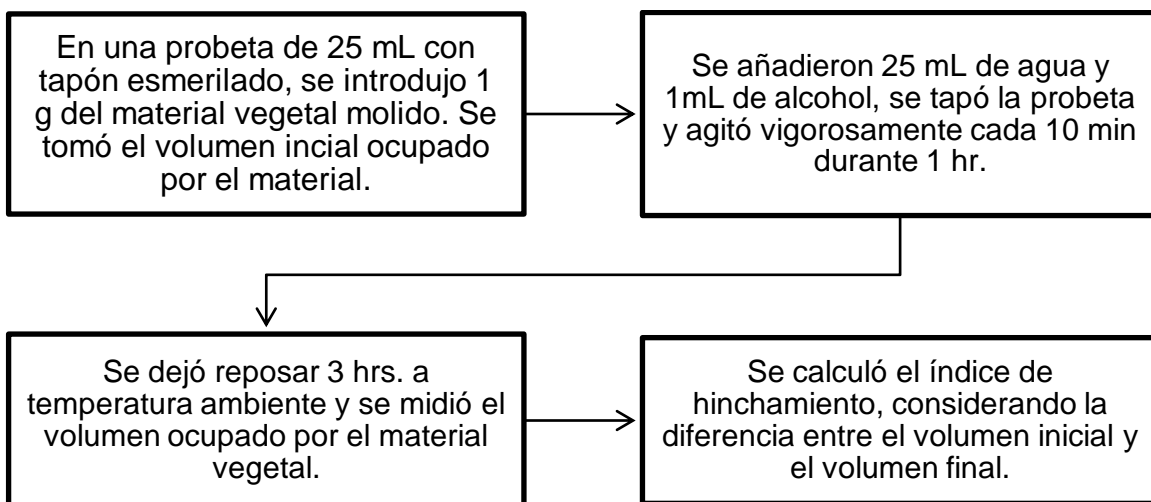 En una probeta de 25 mL con
tapón esmerilado, se introdujo 1
g del material vegetal molido. Se
tomó el volumen incial ocupado
por el material.
Se añadieron 25 mL de agua y
1mL de alcohol, se tapó la probeta
y agitó vigorosamente cada 10 min
durante 1 hr.
Se dejó reposar 3 hrs. a
temperatura ambiente y se midió el
volumen ocupado por el material
vegetal.
Se calculó el índice de
hinchamiento, considerando la
diferencia entre el volumen inicial y
el volumen final.